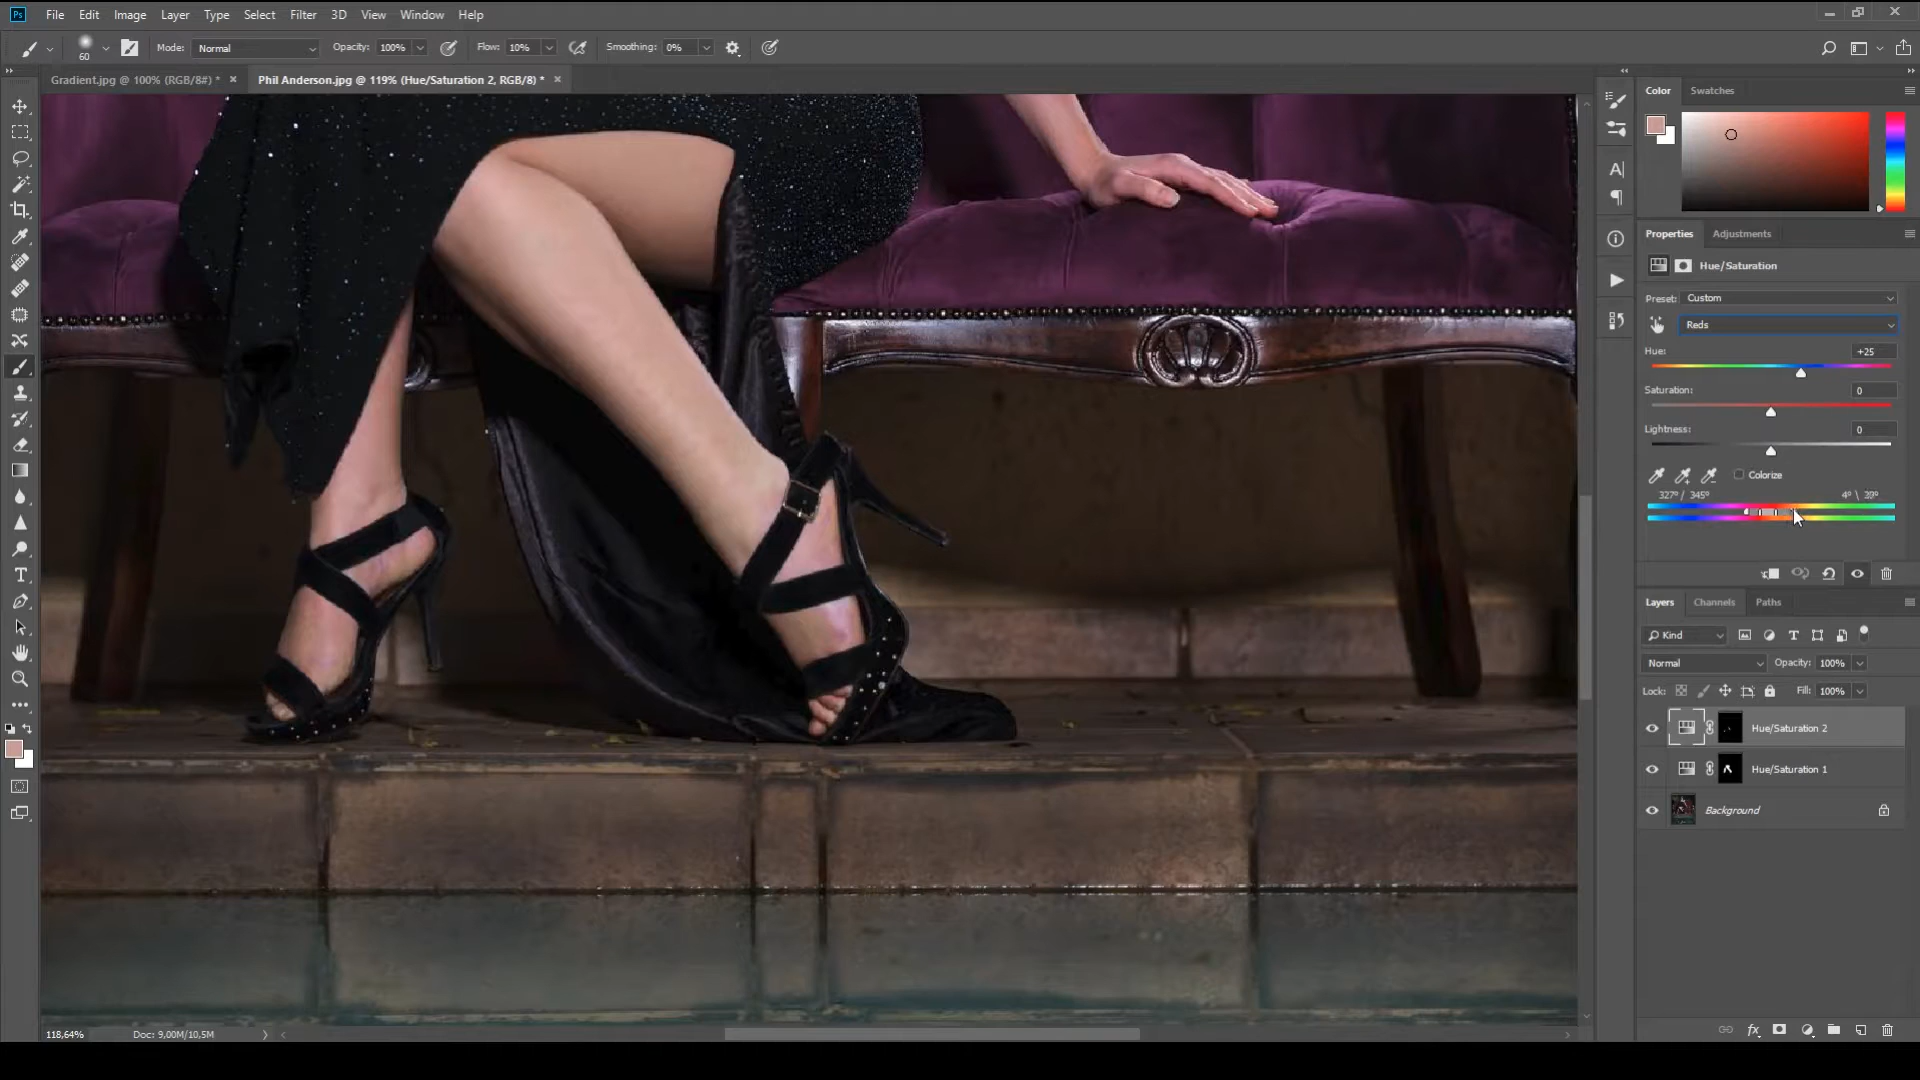 Ps File Edit Image Layer Type Select Filter 3D View Window Help
60 Mode: Normal Opacity: 100% Flow: 10% Smoothing: 0%
Gradient.jpg @ 100% (RGB/8#) * × Phil Anderson.jpg @ 119% (Hue/Saturation 2, RGB/8) * ×
Color Swatches
Properties Adjustments
Hue/Saturation
Preset: Custom
Reds
Hue: +25
Saturation: 0
Lightness: 0
Colorize
327° / 345° 4° \ 39°
Layers Channels Paths
Kind
Normal Opacity: 100%
Lock: Fill: 100%
Hue/Saturation 2
Hue/Saturation 1
Background
118,64% Doc: 9,00M/10,5M